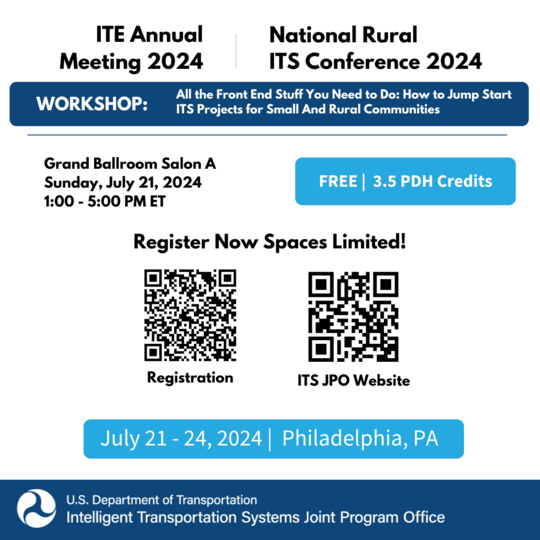 ITE Annual
Meeting 2024
National Rural
ITS Conference 2024
WORKSHOP:
All the Front End Stuff You Need to Do: How to Jump Start
ITS Projects for Small And Rural Communities
Grand Ballroom Salon A
Sunday, July 21, 2024
1:00 - 5:00 PM ET
FREE | 3.5 PDH Credits
Register Now Spaces Limited!
Registration
ITS JPO Website
July 21 - 24, 2024 | Philadelphia, PA
U.S. Department of Transportation
Intelligent Transportation Systems Joint Program Office